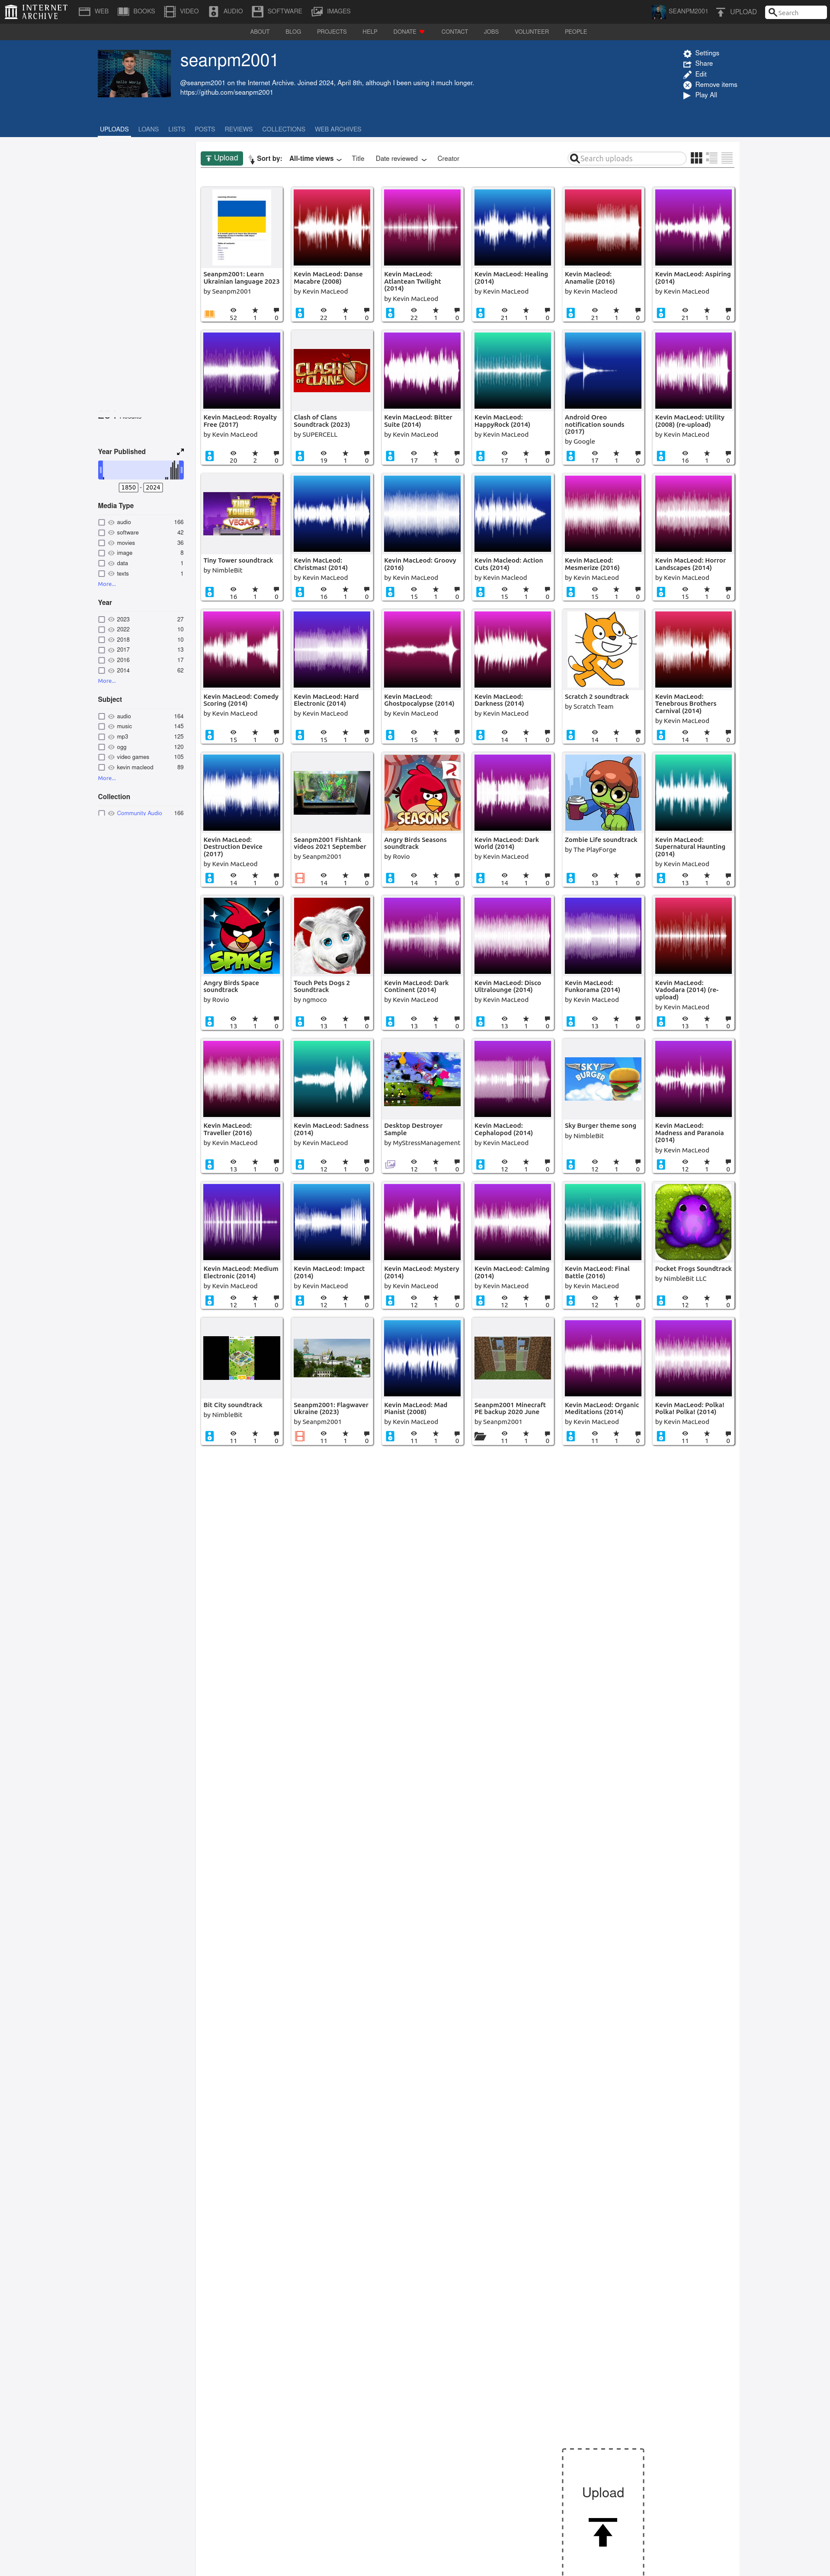 INTERNET ARCHIVE
WEB BOOKS VIDEO AUDIO SOFTWARE IMAGES SEANPM2001 UPLOAD Search
ABOUT BLOG PROJECTS HELP DONATE CONTACT JOBS VOLUNTEER PEOPLE
seanpm2001
@seanpm2001 on the Internet Archive. Joined 2024, April 8th, although I been using it much longer.
https://github.com/seanpm2001
Settings
Share
Edit
Remove items
Play All
UPLOADS LOANS LISTS POSTS REVIEWS COLLECTIONS WEB ARCHIVES
Upload Sort by: All-time views Title Date reviewed Creator Search uploads
Year Published
1850 - 2024
Media Type
audio 166
software 42
movies 36
image 8
data 1
texts 1
More...
Year
2023 27
2022 10
2018 10
2017 13
2016 17
2014 62
More...
Subject
audio 164
music 145
mp3 125
ogg 120
video games 105
kevin macleod 89
More...
Collection
Community Audio 166
Seanpm2001: Learn Ukrainian language 2023
by Seanpm2001
52 1 0
Kevin MacLeod: Danse Macabre (2008)
by Kevin MacLeod
22 1 0
Kevin MacLeod: Atlantean Twilight (2014)
by Kevin MacLeod
22 1 0
Kevin MacLeod: Healing (2014)
by Kevin MacLeod
21 1 0
Kevin Macleod: Anamalie (2016)
by Kevin Macleod
21 1 0
Kevin MacLeod: Aspiring (2014)
by Kevin MacLeod
21 1 0
Kevin MacLeod: Royalty Free (2017)
by Kevin MacLeod
20 2 0
CLASH of CLANS
Clash of Clans Soundtrack (2023)
by SUPERCELL
19 1 0
Kevin MacLeod: Bitter Suite (2014)
by Kevin MacLeod
17 1 0
Kevin MacLeod: HappyRock (2014)
by Kevin MacLeod
17 1 0
Android Oreo notification sounds (2017)
by Google
17 1 0
Kevin MacLeod: Utility (2008) (re-upload)
by Kevin MacLeod
16 1 0
TINY TOWER VEGAS
Tiny Tower soundtrack
by NimbleBit
16 1 0
Kevin MacLeod: Christmas! (2014)
by Kevin MacLeod
16 1 0
Kevin MacLeod: Groovy (2016)
by Kevin MacLeod
15 1 0
Kevin Macleod: Action Cuts (2014)
by Kevin Macleod
15 1 0
Kevin MacLeod: Mesmerize (2016)
by Kevin MacLeod
15 1 0
Kevin MacLeod: Horror Landscapes (2014)
by Kevin MacLeod
15 1 0
Kevin MacLeod: Comedy Scoring (2014)
by Kevin MacLeod
15 1 0
Kevin MacLeod: Hard Electronic (2014)
by Kevin MacLeod
15 1 0
Kevin MacLeod: Ghostpocalypse (2014)
by Kevin MacLeod
15 1 0
Kevin MacLeod: Darkness (2014)
by Kevin MacLeod
14 1 0
Scratch 2 soundtrack
by Scratch Team
14 1 0
Kevin MacLeod: Tenebrous Brothers Carnival (2014)
by Kevin MacLeod
14 1 0
Kevin MacLeod: Destruction Device (2017)
by Kevin MacLeod
14 1 0
Seanpm2001 Fishtank videos 2021 September
by Seanpm2001
14 1 0
SEASONS
Angry Birds Seasons soundtrack
by Rovio
14 1 0
Kevin MacLeod: Dark World (2014)
by Kevin MacLeod
14 1 0
Zombie Life soundtrack
by The PlayForge
13 1 0
Kevin MacLeod: Supernatural Haunting (2014)
by Kevin MacLeod
13 1 0
SPACE
Angry Birds Space soundtrack
by Rovio
13 1 0
Touch Pets Dogs 2 Soundtrack
by ngmoco
13 1 0
Kevin MacLeod: Dark Continent (2014)
by Kevin MacLeod
13 1 0
Kevin MacLeod: Disco Ultralounge (2014)
by Kevin MacLeod
13 1 0
Kevin MacLeod: Funkorama (2014)
by Kevin MacLeod
13 1 0
Kevin MacLeod: Vadodara (2014) (re-upload)
by Kevin MacLeod
13 1 0
Kevin MacLeod: Traveller (2016)
by Kevin MacLeod
13 1 0
Kevin MacLeod: Sadness (2014)
by Kevin MacLeod
12 1 0
Desktop Destroyer Sample
by MyStressManagement
12 1 0
Kevin MacLeod: Cephalopod (2014)
by Kevin MacLeod
12 1 0
SKY BURGER
Sky Burger theme song
by NimbleBit
12 1 0
Kevin MacLeod: Madness and Paranoia (2014)
by Kevin MacLeod
12 1 0
Kevin MacLeod: Medium Electronic (2014)
by Kevin MacLeod
12 1 0
Kevin MacLeod: Impact (2014)
by Kevin MacLeod
12 1 0
Kevin MacLeod: Mystery (2014)
by Kevin MacLeod
12 1 0
Kevin MacLeod: Calming (2014)
by Kevin MacLeod
12 1 0
Kevin MacLeod: Final Battle (2016)
by Kevin MacLeod
12 1 0
Pocket Frogs Soundtrack
by NimbleBit LLC
12 1 0
Bit City soundtrack
by NimbleBit
11 1 0
Seanpm2001: Flagwaver Ukraine (2023)
by Seanpm2001
11 1 0
Kevin MacLeod: Mad Pianist (2008)
by Kevin MacLeod
11 1 0
Seanpm2001 Minecraft PE backup 2020 June
by Seanpm2001
11 1 0
Kevin MacLeod: Organic Meditations (2014)
by Kevin MacLeod
11 1 0
Kevin MacLeod: Polka! Polka! Polka! (2014)
by Kevin MacLeod
11 1 0
Upload